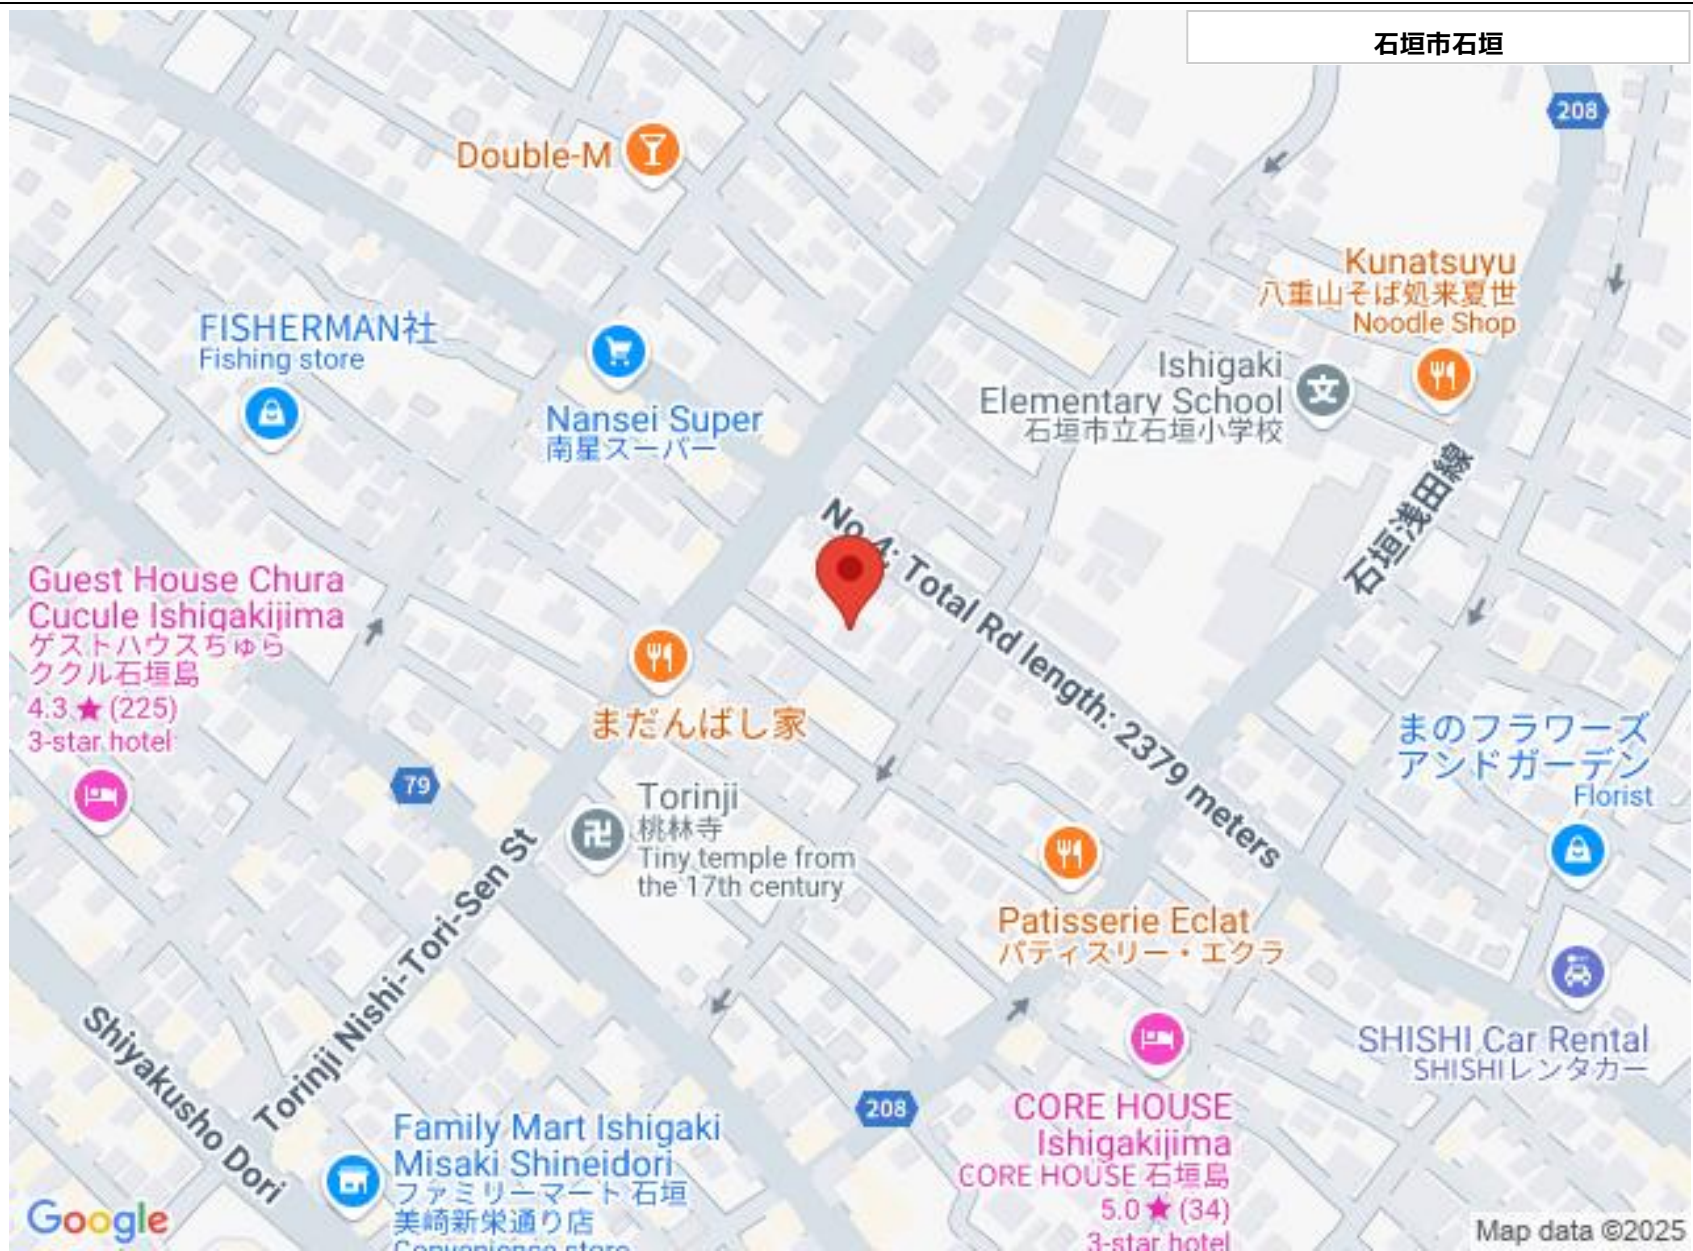 石垣市石垣
208
Double-M
Kunatsuyu
八重山そば処来夏世
Noodle Shop
FISHERMAN社
Fishing store
Ishigaki
Elementary School
石垣市立石垣小学校
Nansei Super
南星スーパー
石垣浅田線
No.4; Total Rd length: 2379 meters
Guest House Chura
Cucule Ishigakijima
ゲストハウスちゅら
ククル石垣島
4.3 ★ (225)
3-star hotel
まだんばし家
まのフラワーズ
アンドガーデン
Florist
79
Torinji
桃林寺
Tiny temple from
the 17th century
Torinji Nishi-Tori-Sen St
Patisserie Eclat
パティスリー・エクラ
SHISHI Car Rental
SHISHIレンタカー
Shiyakusho Dori
208
CORE HOUSE
Ishigakijima
CORE HOUSE 石垣島
5.0 ★ (34)
3-star hotel
Family Mart Ishigaki
Misaki Shineidori
ファミリーマート 石垣
美崎新栄通り店
Convenience store
Google
Map data ©2025